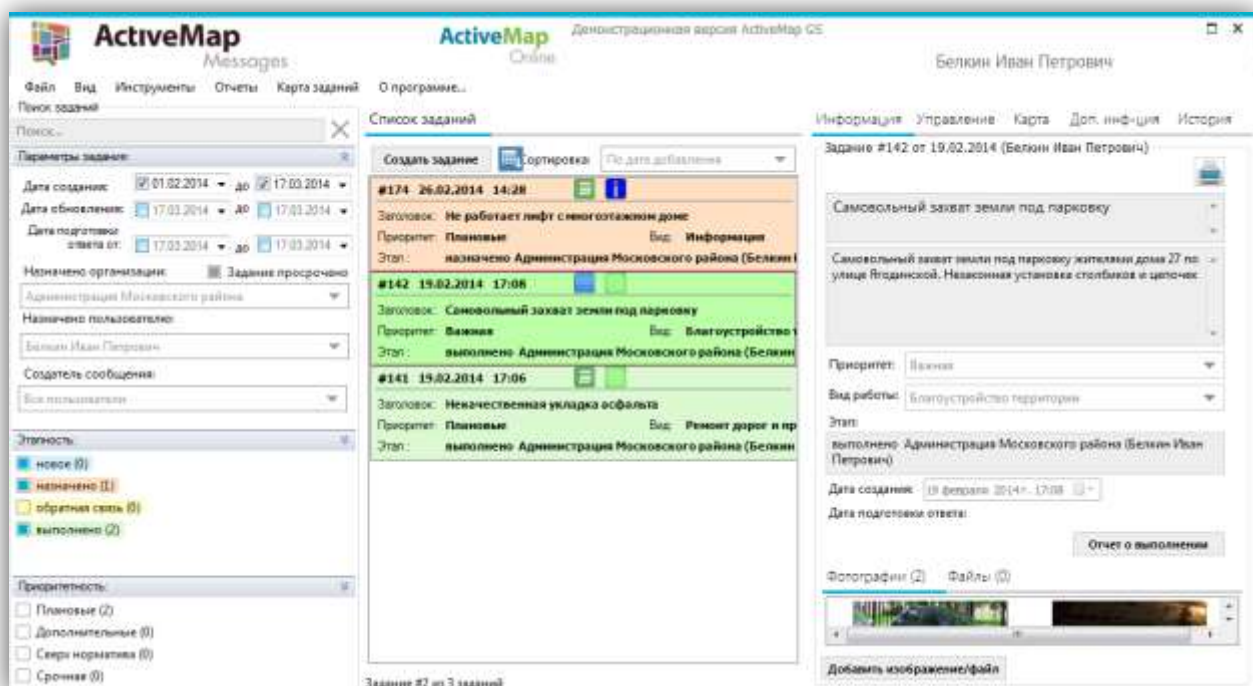 ActiveMap
Messages
ActiveMap
Online
Демонстрационная версия ActiveMap GS
Белкин Иван Петрович
Файл Вид Инструменты Отчеты Карта заданий О программе...
Поиск заданий
Поиск...
Параметры задания:
Дата создания: 01.02.2014 до 17.03.2014
Дата обновления: 17.03.2014 до 17.03.2014
Дата подготовки
ответа от: 17.03.2014 до 17.03.2014
Назначено организации: Задание просрочено
Администрация Московского района
Назначено пользователю:
Белкин Иван Петрович
Создатель сообщения:
Все пользователи
Этапность:
новое (0)
назначено (1)
обратная связь (0)
выполнено (2)
Приоритетность:
Плановые (2)
Дополнительные (0)
Сверх норматива (0)
Срочная (0)
Список заданий
Создать задание Сортировка: По дате добавления
#174 26.02.2014 14:28
Заголовок: Не работает лифт с многоэтажном доме
Приоритет: Плановые Вид: Информация
Этап: назначено Администрация Московского района (Белкин
#142 19.02.2014 17:08
Заголовок: Самовольный захват земли под парковку
Приоритет: Важная Вид: Благоустройство
Этап: выполнено Администрация Московского района (Белкин
#141 19.02.2014 17:06
Заголовок: Некачественная укладка асфальта
Приоритет: Плановые Вид: Ремонт дорог и пр
Этап: выполнено Администрация Московского района (Белкин
Задание #2 из 3 заданий
Информация Управление Карта Доп. инф-ция История
Задание #142 от 19.02.2014 (Белкин Иван Петрович)
Самовольный захват земли под парковку
Самовольный захват земли под парковку жителями дома 27 по
улице Ягодинской. Незаконная установка столбиков и цепочек
Приоритет: Важная
Вид работы: Благоустройство территории
Этап:
выполнено Администрация Московского района (Белкин Иван
Петрович)
Дата создания: 19 февраля 2014 г. 17:08
Дата подготовки ответа:
Отчет о выполнении
Фотографии (2) Файлы (0)
Добавить изображение/файл